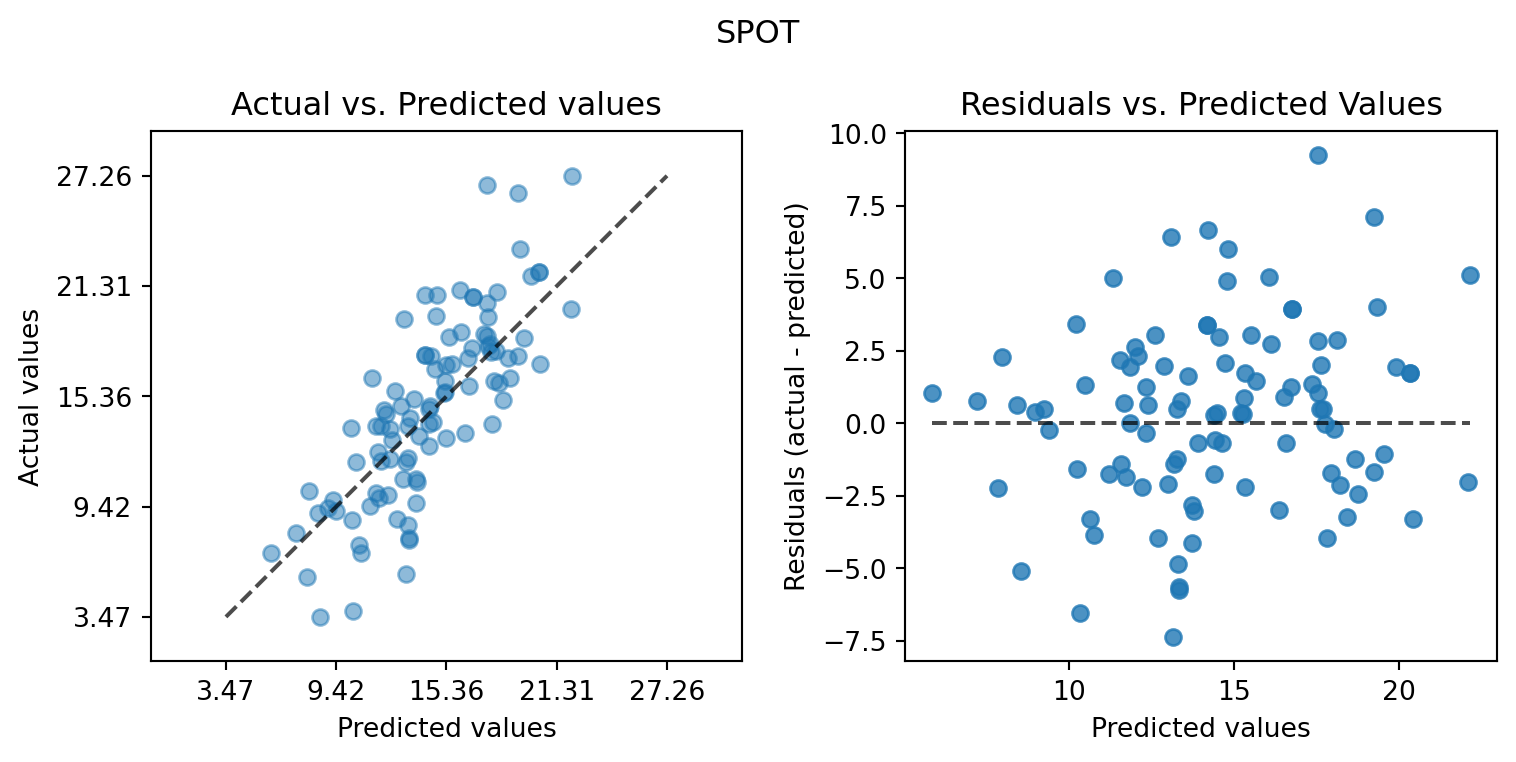 SPOT
Actual vs. Predicted values
27.26
21.31
15.36
9.42
3.47
Actual values
3.47 9.42 15.36 21.31 27.26
Predicted values
Residuals vs. Predicted Values
10.0
7.5
5.0
2.5
0.0
−2.5
−5.0
−7.5
Residuals (actual - predicted)
10 15 20
Predicted values